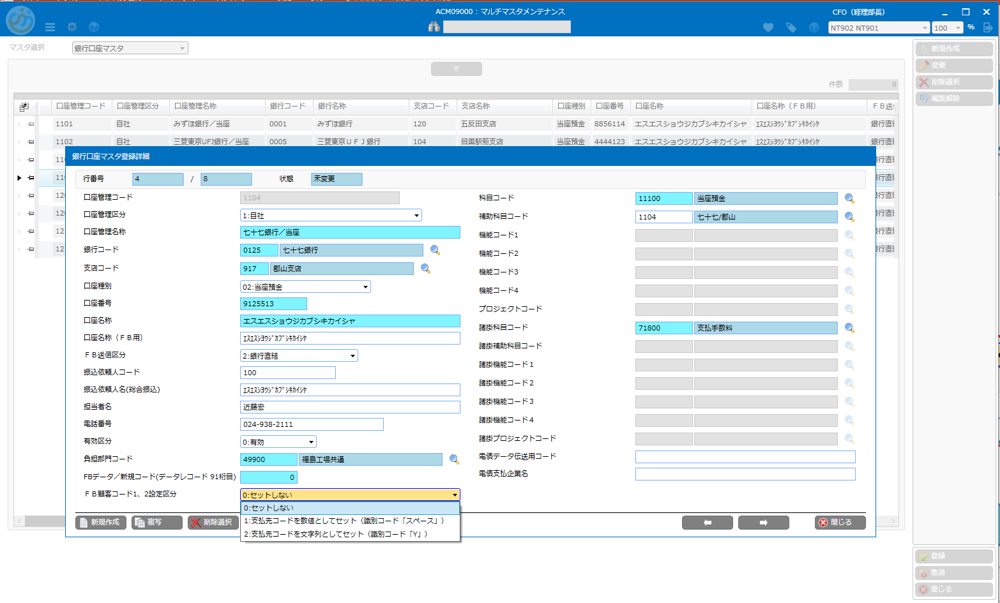 ACM09000：マルチマスタメンテナンス
CFO（経理部長）
NT902 NT901
100
%
マスタ選択
銀行口座マスタ
新規作成
変更
削除選択
編集解除
件数
8
口座管理コード 口座管理区分 口座管理名称 銀行コード 銀行名称 支店コード 支店名称 口座種別 口座番号 口座名称 口座名称（ＦＢ用） ＦＢ送
1101 自社 みずほ銀行／当座 0001 みずほ銀行 120 五反田支店 当座預金 8856114 エスエスショウジカブシキカイシャ ｴｽｴｽｼﾖｳｼﾞｶﾌﾞｼｷｶｲｼﾔ 銀行直
1102 自社 三菱東京UFJ銀行／当座 0005 三菱東京ＵＦＪ銀行 104 目黒駅前支店 当座預金 4444123 エスエスショウジカブシキカイシャ ｴｽｴｽｼﾖｳｼﾞｶﾌﾞｼｷｶｲｼﾔ 銀行直
銀行口座マスタ登録詳細
行番号 4 / 8 状態 未変更
口座管理コード 1104
口座管理区分 1:自社
口座管理名称 七十七銀行／当座
銀行コード 0125 七十七銀行
支店コード 917 郡山支店
口座種別 02:当座預金
口座番号 9125513
口座名称 エスエスショウジカブシキカイシャ
口座名称（ＦＢ用） ｴｽｴｽｼﾖｳｼﾞｶﾌﾞｼｷｶｲｼﾔ
ＦＢ送信区分 2:銀行直結
振込依頼人コード 100
振込依頼人名(総合振込) ｴｽｴｽｼﾖｳｼﾞｶﾌﾞｼｷｶｲｼﾔ
担当者名 近藤宏
電話番号 024-938-2111
有効区分 0:有効
負担部門コード 49900 福島工場共通
FBデータ／新規コード(データレコード 91桁目) 0
ＦＢ顧客コード1、2設定区分 0:セットしない
0:セットしない
1:支払先コードを数値としてセット（識別コード「スペース」）
2:支払先コードを文字列としてセット（識別コード「Y」）
科目コード 11100 当座預金
補助科目コード 1104 七十七/郡山
機能コード1
機能コード2
機能コード3
機能コード4
プロジェクトコード
諸掛科目コード 71800 支払手数料
諸掛補助科目コード
諸掛機能コード１
諸掛機能コード２
諸掛機能コード３
諸掛機能コード４
諸掛プロジェクトコード
電債データ伝送用コード
電債支払企業名
新規作成 複写 削除選択 閉じる
登録
取消
閉じる